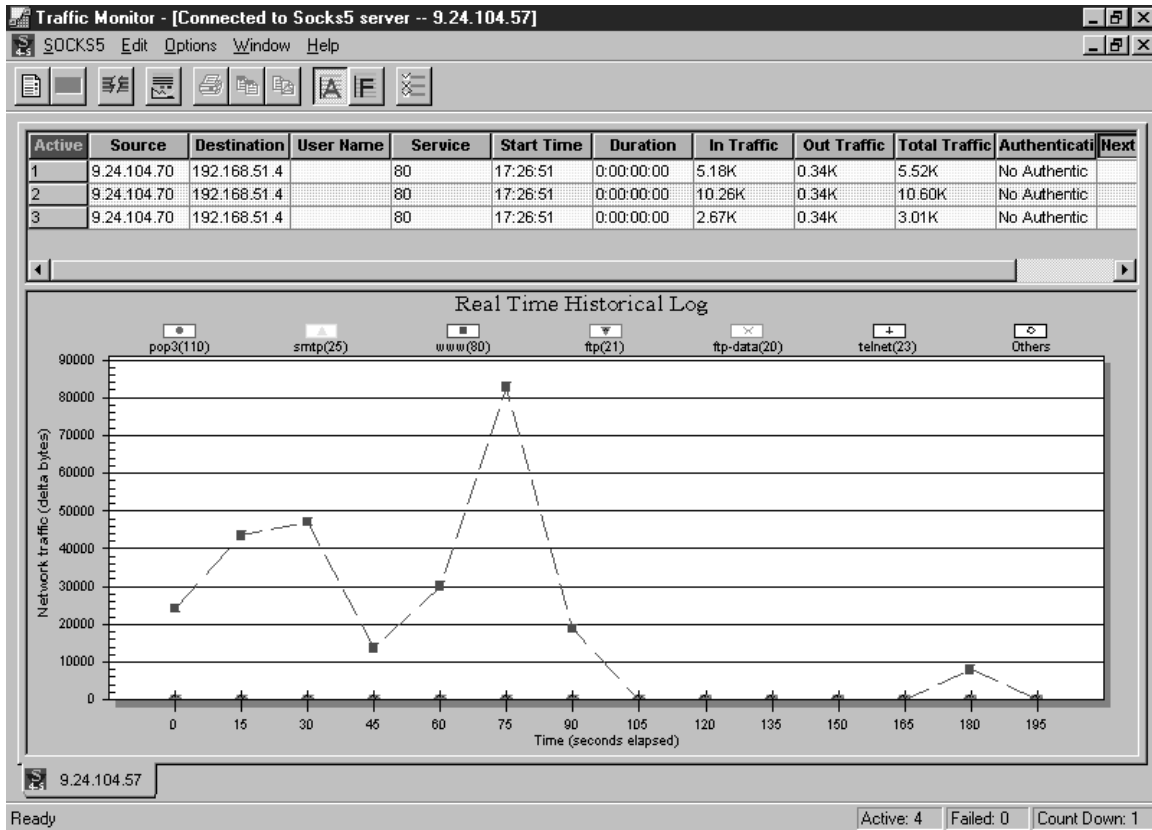 Traffic Monitor - [Connected to Socks5 server -- 9.24.104.57]
SOCKS5 Edit Options Window Help
Active Source Destination User Name Service Start Time Duration In Traffic Out Traffic Total Traffic Authenticati Next
1 9.24.104.70 192.168.51.4 80 17:26:51 0:00:00:00 5.18K 0.34K 5.52K No Authentic
2 9.24.104.70 192.168.51.4 80 17:26:51 0:00:00:00 10.26K 0.34K 10.60K No Authentic
3 9.24.104.70 192.168.51.4 80 17:26:51 0:00:00:00 2.67K 0.34K 3.01K No Authentic
Real Time Historical Log
pop3(110) smtp(25) www(80) ftp(21) ftp-data(20) telnet(23) Others
Network traffic (delta bytes)
90000
80000
70000
60000
50000
40000
30000
20000
10000
0
0 15 30 45 60 75 90 105 120 135 150 165 180 195
Time (seconds elapsed)
9.24.104.57
Ready Active: 4 Failed: 0 Count Down: 1